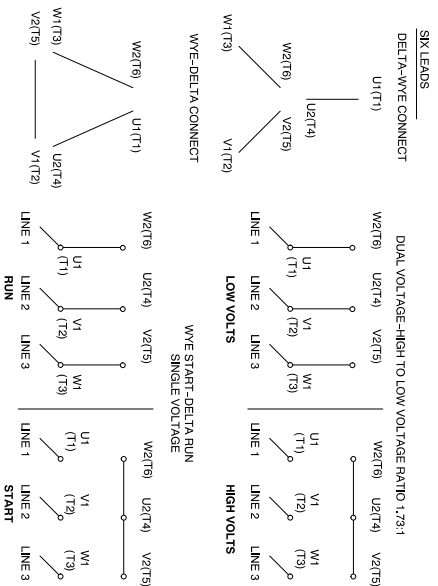 SIX LEADS
DELTA-WYE CONNECT
U1(T1)
U2(T4)
W2(T6)
V2(T5)
W1(T3)
V1(T2)
DUAL VOLTAGE-HIGH TO LOW VOLTAGE RATIO 1.73:1
W2(T6) U2(T4) V2(T5)
U1 (T1) V1 (T2) W1 (T3)
LINE 1 LINE 2 LINE 3
LOW VOLTS
W2(T6) U2(T4) V2(T5)
U1 (T1) V1 (T2) W1 (T3)
LINE 1 LINE 2 LINE 3
HIGH VOLTS
WYE-DELTA CONNECT
W2(T6) U1(T1)
W1(T3) U2(T4)
V2(T5) V1(T2)
WYE START-DELTA RUN
SINGLE VOLTAGE
W2(T6) U2(T4) V2(T5)
U1 (T1) V1 (T2) W1 (T3)
LINE 1 LINE 2 LINE 3
RUN
W2(T6) U2(T4) V2(T5)
U1 (T1) V1 (T2) W1 (T3)
LINE 1 LINE 2 LINE 3
START